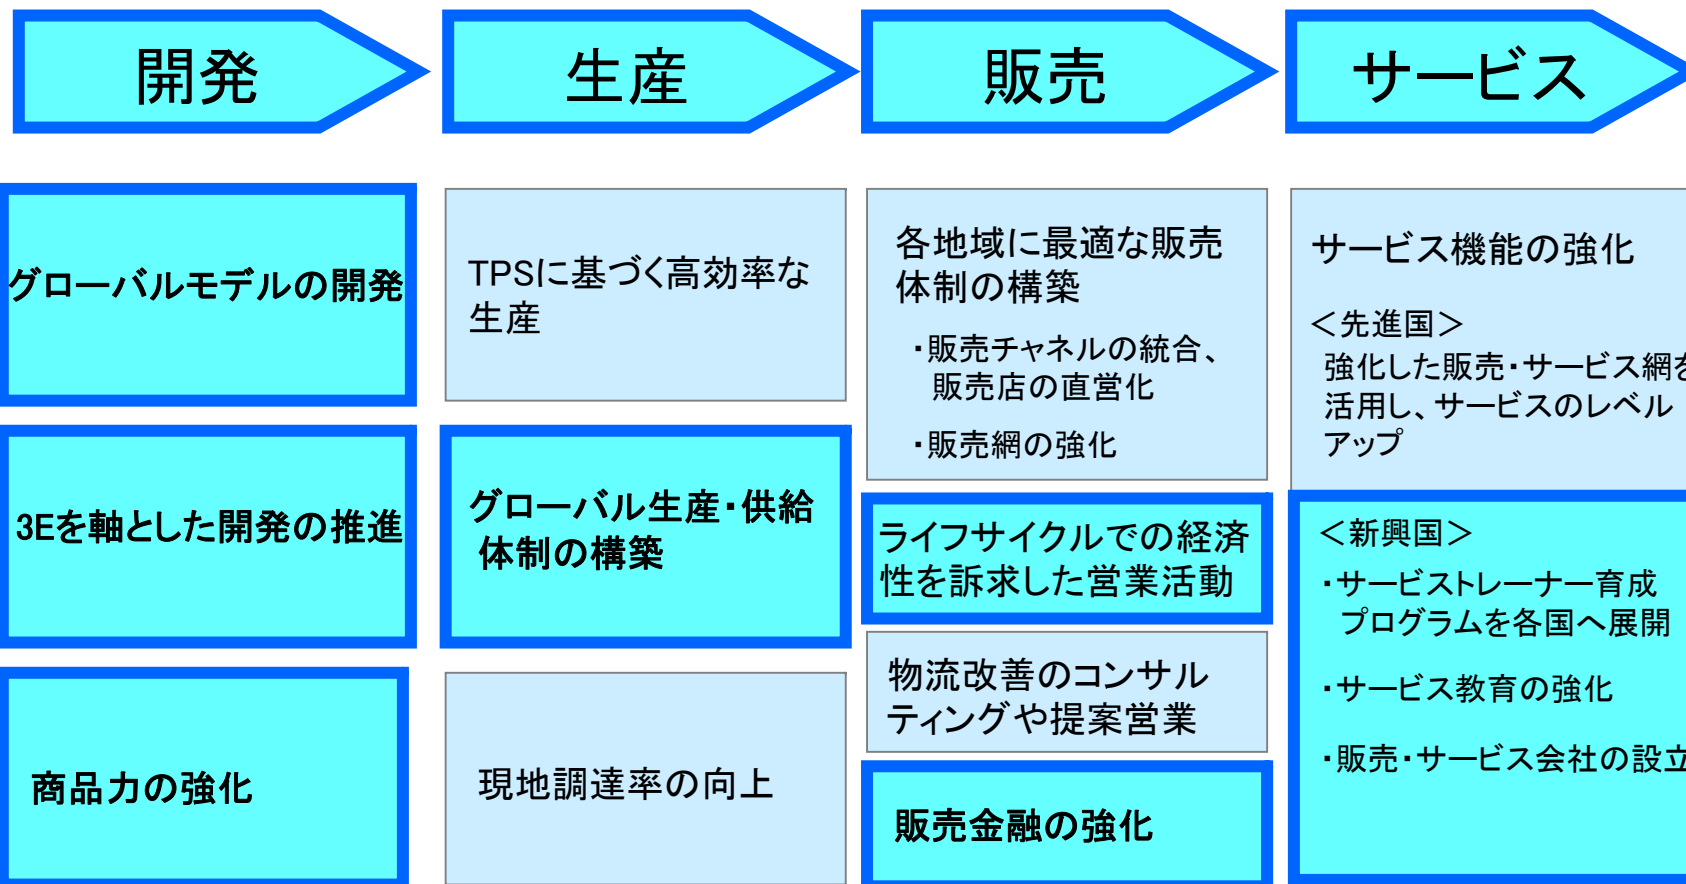 開発
生産
販売
サービス
グローバルモデルの開発
3Eを軸とした開発の推進
商品力の強化
TPSに基づく高効率な
生産
グローバル生産・供給
体制の構築
現地調達率の向上
各地域に最適な販売
体制の構築
・販売チャネルの統合、
販売店の直営化
・販売網の強化
ライフサイクルでの経済
性を訴求した営業活動
物流改善のコンサル
ティングや提案営業
販売金融の強化
サービス機能の強化
＜先進国＞
強化した販売・サービス網を
活用し、サービスのレベル
アップ
＜新興国＞
・サービストレーナー育成
プログラムを各国へ展開
・サービス教育の強化
・販売・サービス会社の設立